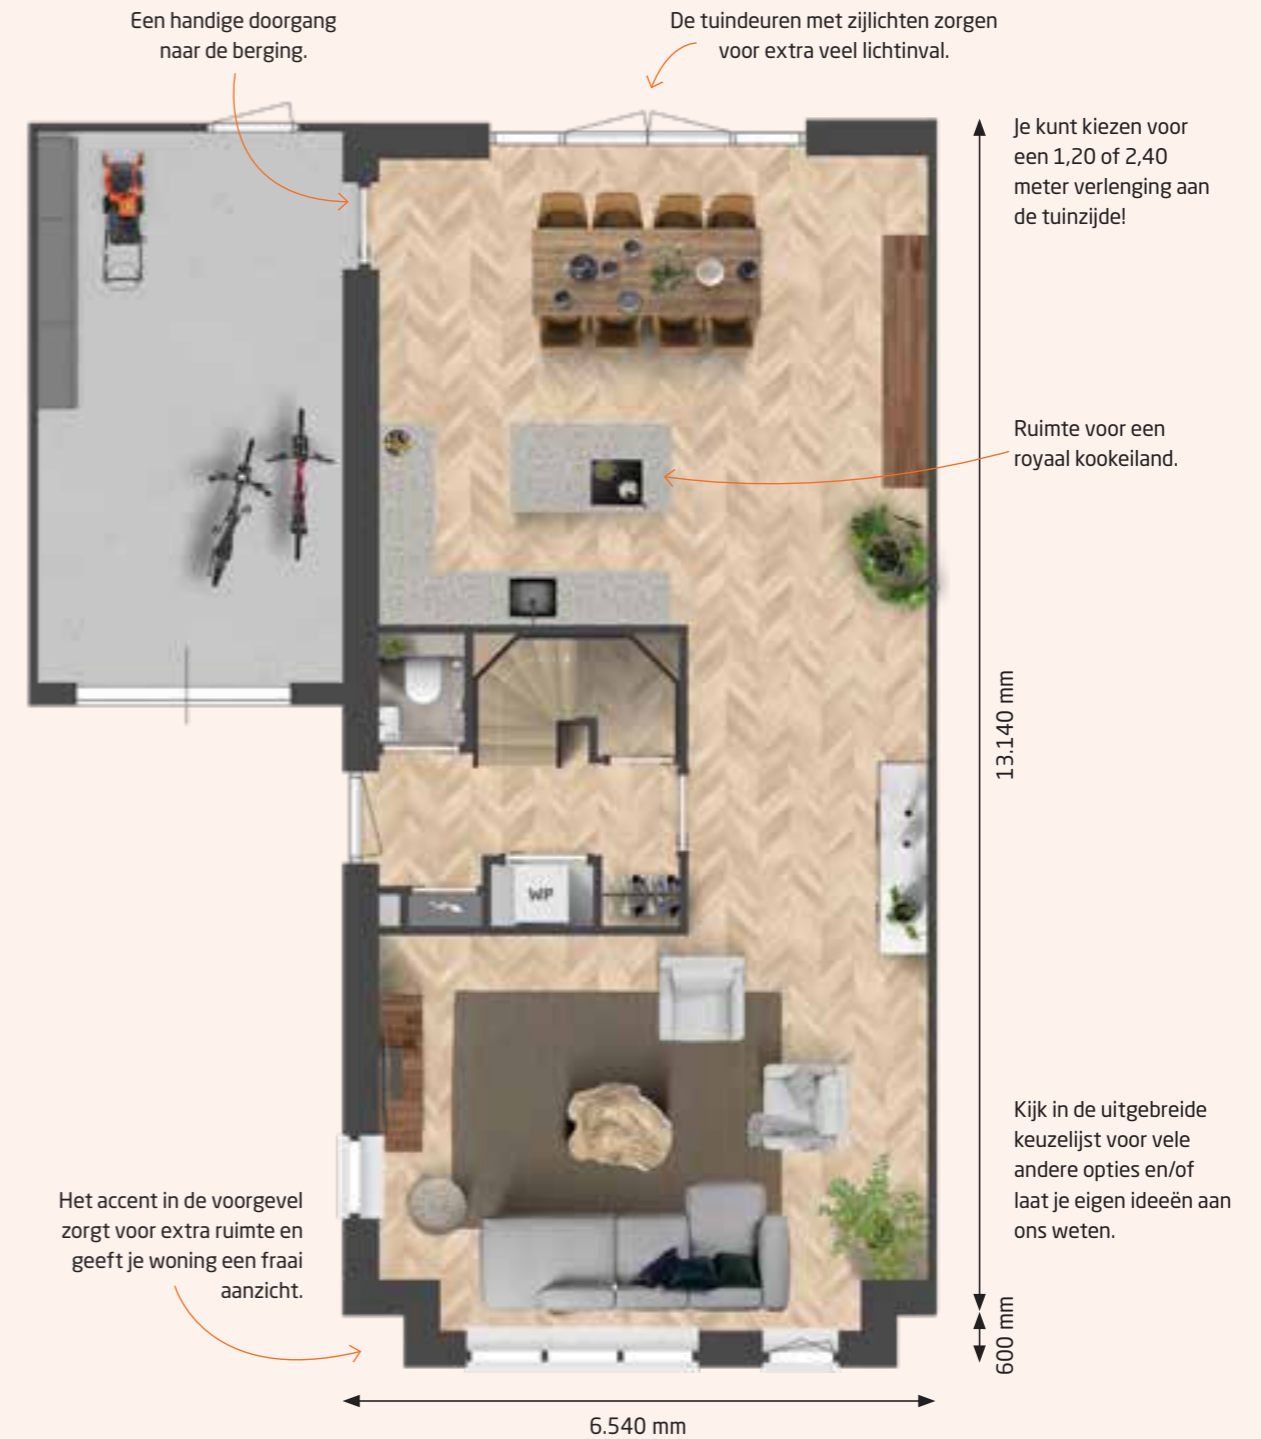 Een handige doorgang
naar de berging.
De tuindeuren met zijlichten zorgen
voor extra veel lichtinval.
Je kunt kiezen voor
een 1,20 of 2,40
meter verlenging aan
de tuinzijde!
Ruimte voor een
royaal kookeiland.
13.140 mm
WP
Kijk in de uitgebreide
keuzelijst voor vele
andere opties en/of
laat je eigen ideeën aan
ons weten.
Het accent in de voorgevel
zorgt voor extra ruimte en
geeft je woning een fraai
aanzicht.
600 mm
6.540 mm